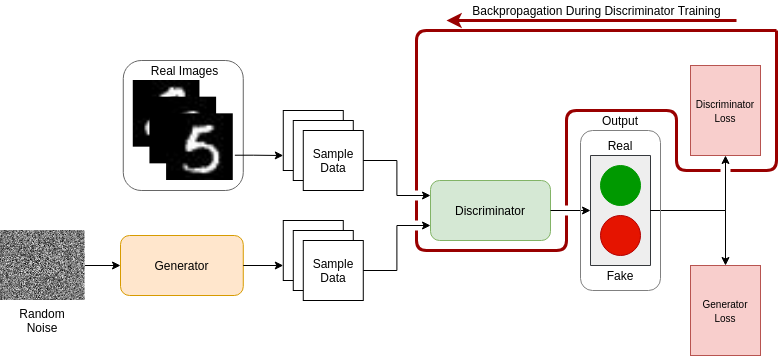 Backpropagation During Discriminator Training
Real Images
5
Sample
Data
Discriminator
Output
Real
Fake
Discriminator
Loss
Random
Noise
Generator
Sample
Data
Generator
Loss